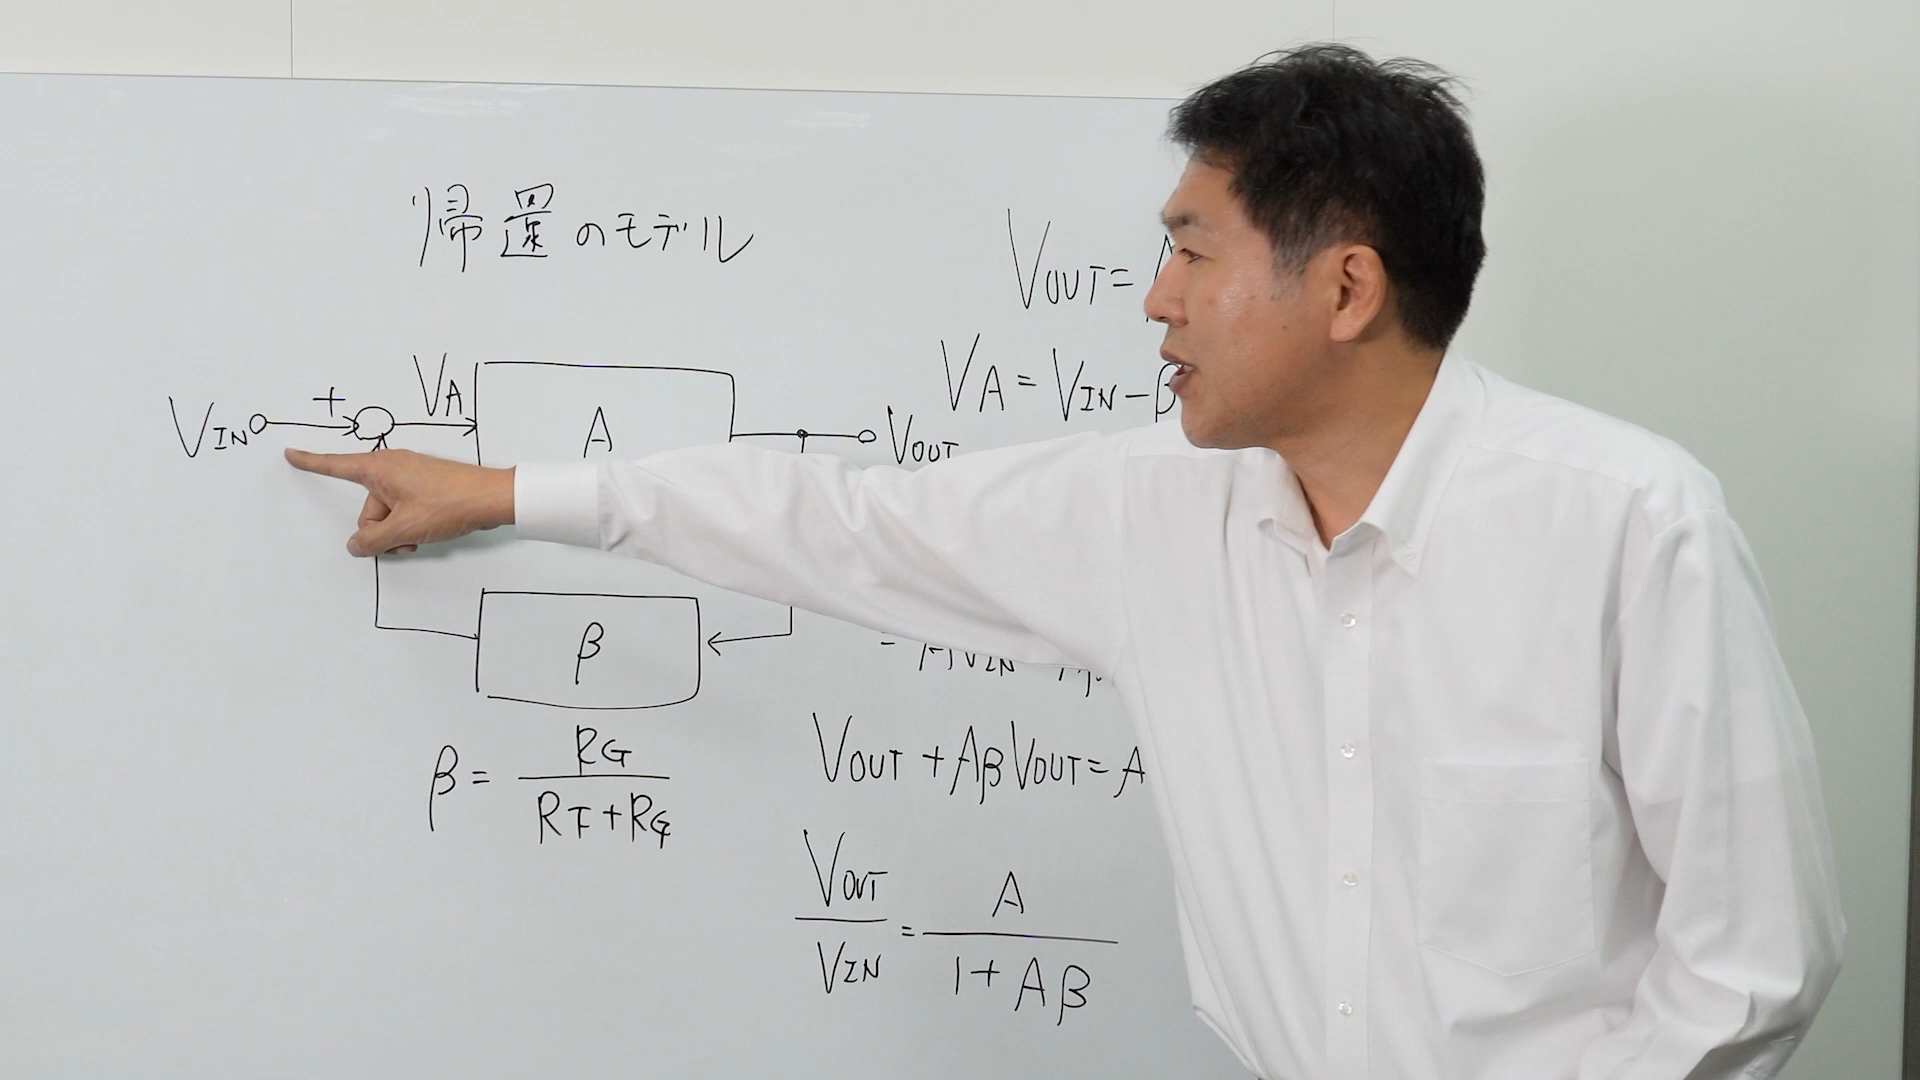 帰還のモデル
VIN
+
VA
A
VOUT
β
β = RG / RF+RG
VOUT =
VA = VIN − β
= AVIN
VOUT + AβVOUT = A
VOUT / VIN = A / 1 + Aβ